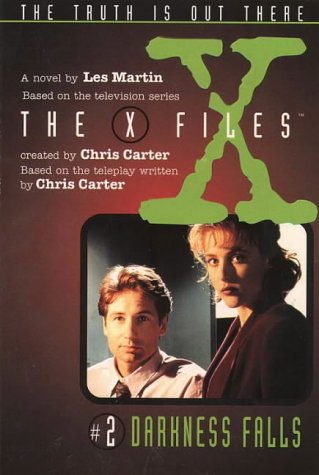 THE TRUTH IS OUT THERE
A novel by Les Martin
Based on the television series
THE X FILES™
created by Chris Carter
Based on the teleplay written
by Chris Carter
X
#2 DARKNESS FALLS